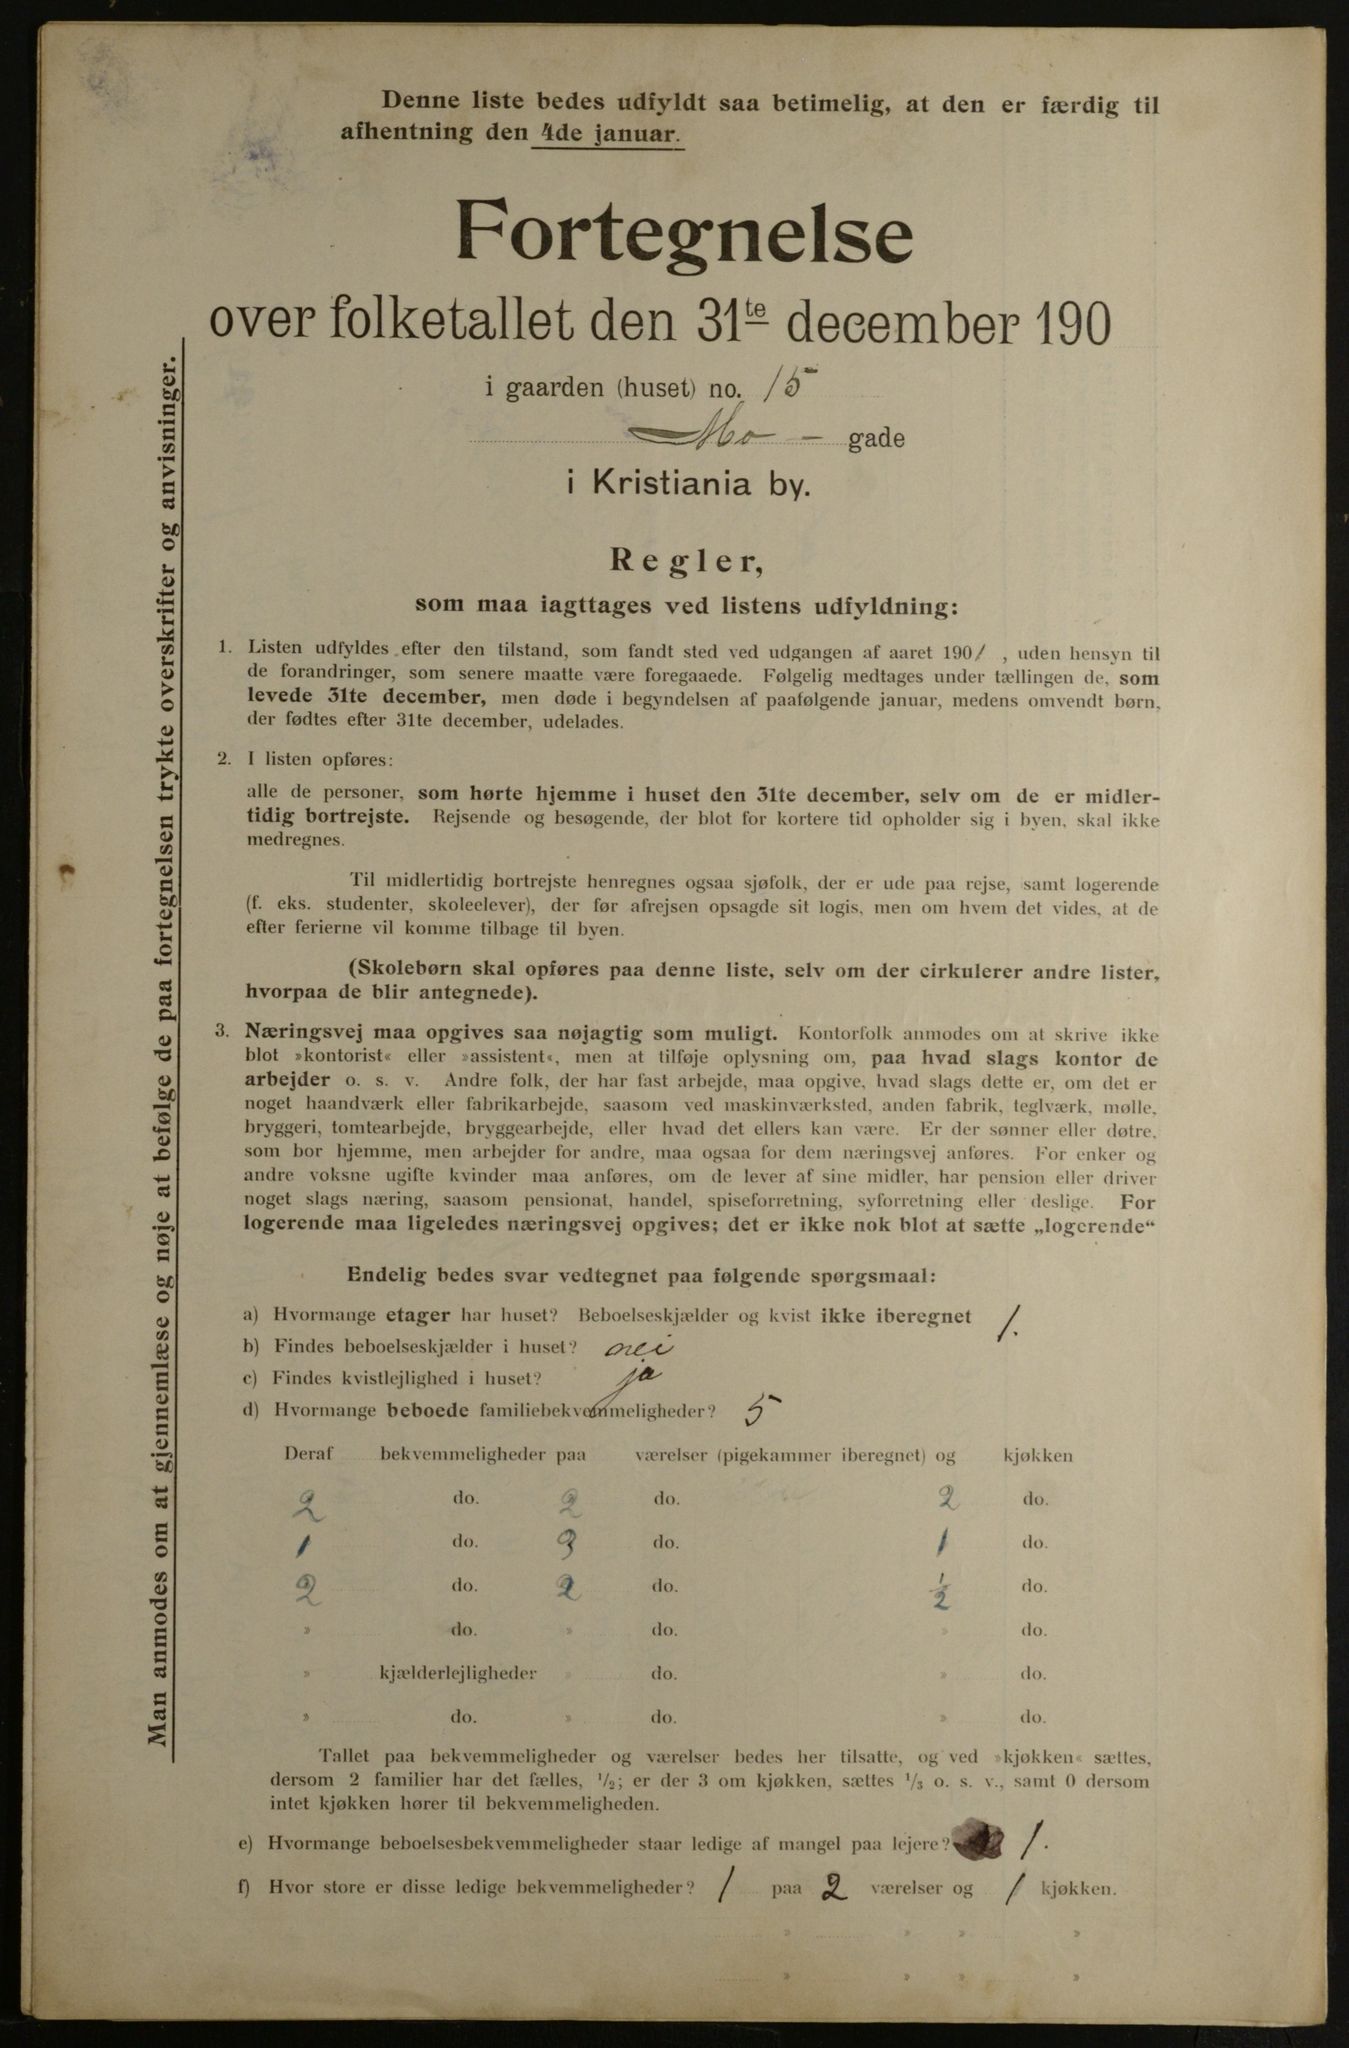 Denne liste bedes udfyldt saa betimelig, at den er færdig til
afhentning den 4de januar.
Fortegnelse
over folketallet den 31te december 190
i gaarden (huset) no. 15
Mo - gade
i Kristiania by.
Regler,
som maa iagttages ved listens udfyldning:
1. Listen udfyldes efter den tilstand, som fandt sted ved udgangen af aaret 1901, uden hensyn til
de forandringer, som senere maatte være foregaaede. Følgelig medtages under tællingen de, som
levede 31te december, men døde i begyndelsen af paafølgende januar, medens omvendt børn,
der fødtes efter 31te december, udelades.
2. I listen opføres:
alle de personer, som hørte hjemme i huset den 31te december, selv om de er midler-
tidig bortrejste. Rejsende og besøgende, der blot for kortere tid opholder sig i byen, skal ikke
medregnes.
Til midlertidig bortrejste henregnes ogsaa sjøfolk, der er ude paa rejse, samt logerende
(f. eks. studenter, skoleelever), der før afrejsen opsagde sit logis, men om hvem det vides, at de
efter ferierne vil komme tilbage til byen.
(Skolebørn skal opføres paa denne liste, selv om der cirkulerer andre lister,
hvorpaa de blir antegnede).
3. Næringsvej maa opgives saa nøjagtig som muligt. Kontorfolk anmodes om at skrive ikke
blot »kontorist« eller »assistent«, men at tilføje oplysning om, paa hvad slags kontor de
arbejder o. s. v. Andre folk, der har fast arbejde, maa opgive, hvad slags dette er, om det er
noget haandværk eller fabrikarbejde, saasom ved maskinværksted, anden fabrik, teglværk, mølle,
bryggeri, tomtearbejde, bryggearbejde, eller hvad det ellers kan være. Er der sønner eller døtre,
som bor hjemme, men arbejder for andre, maa ogsaa for dem næringsvej anføres. For enker og
andre voksne ugifte kvinder maa anføres, om de lever af sine midler, har pension eller driver
noget slags næring, saasom pensionat, handel, spiseforretning, syforretning eller deslige. For
logerende maa ligeledes næringsvej opgives; det er ikke nok blot at sætte „logerende“
Endelig bedes svar vedtegnet paa følgende spørgsmaal:
a) Hvormange etager har huset? Beboelseskjælder og kvist ikke iberegnet 1.
b) Findes beboelseskjælder i huset? nei
c) Findes kvistlejlighed i huset? ja
d) Hvormange beboede familiebekvemmeligheder? 5
Deraf bekvemmeligheder paa værelser (pigekammer iberegnet) og kjøkken
2 do. 2 do. 2 do.
1 do. 3 do. 1 do.
2 do. 2 do. 1/2 do.
» do. » do. » do.
» kjælderlejligheder » do. » do.
» do. » do. » do.
Tallet paa bekvemmeligheder og værelser bedes her tilsatte, og ved »kjøkken« sættes,
dersom 2 familier har det fælles, 1/2; er der 3 om kjøkken, sættes 1/3 o. s. v., samt 0 dersom
intet kjøkken hører til bekvemmeligheden.
e) Hvormange beboelsesbekvemmeligheder staar ledige af mangel paa lejere? 1.
f) Hvor store er disse ledige bekvemmeligheder? 1 paa 2 værelser og 1 kjøkken.
» » » »
» » » »
Man anmodes om at gjennemlæse og nøje at befølge de paa fortegnelsen trykte overskrifter og anvisninger.